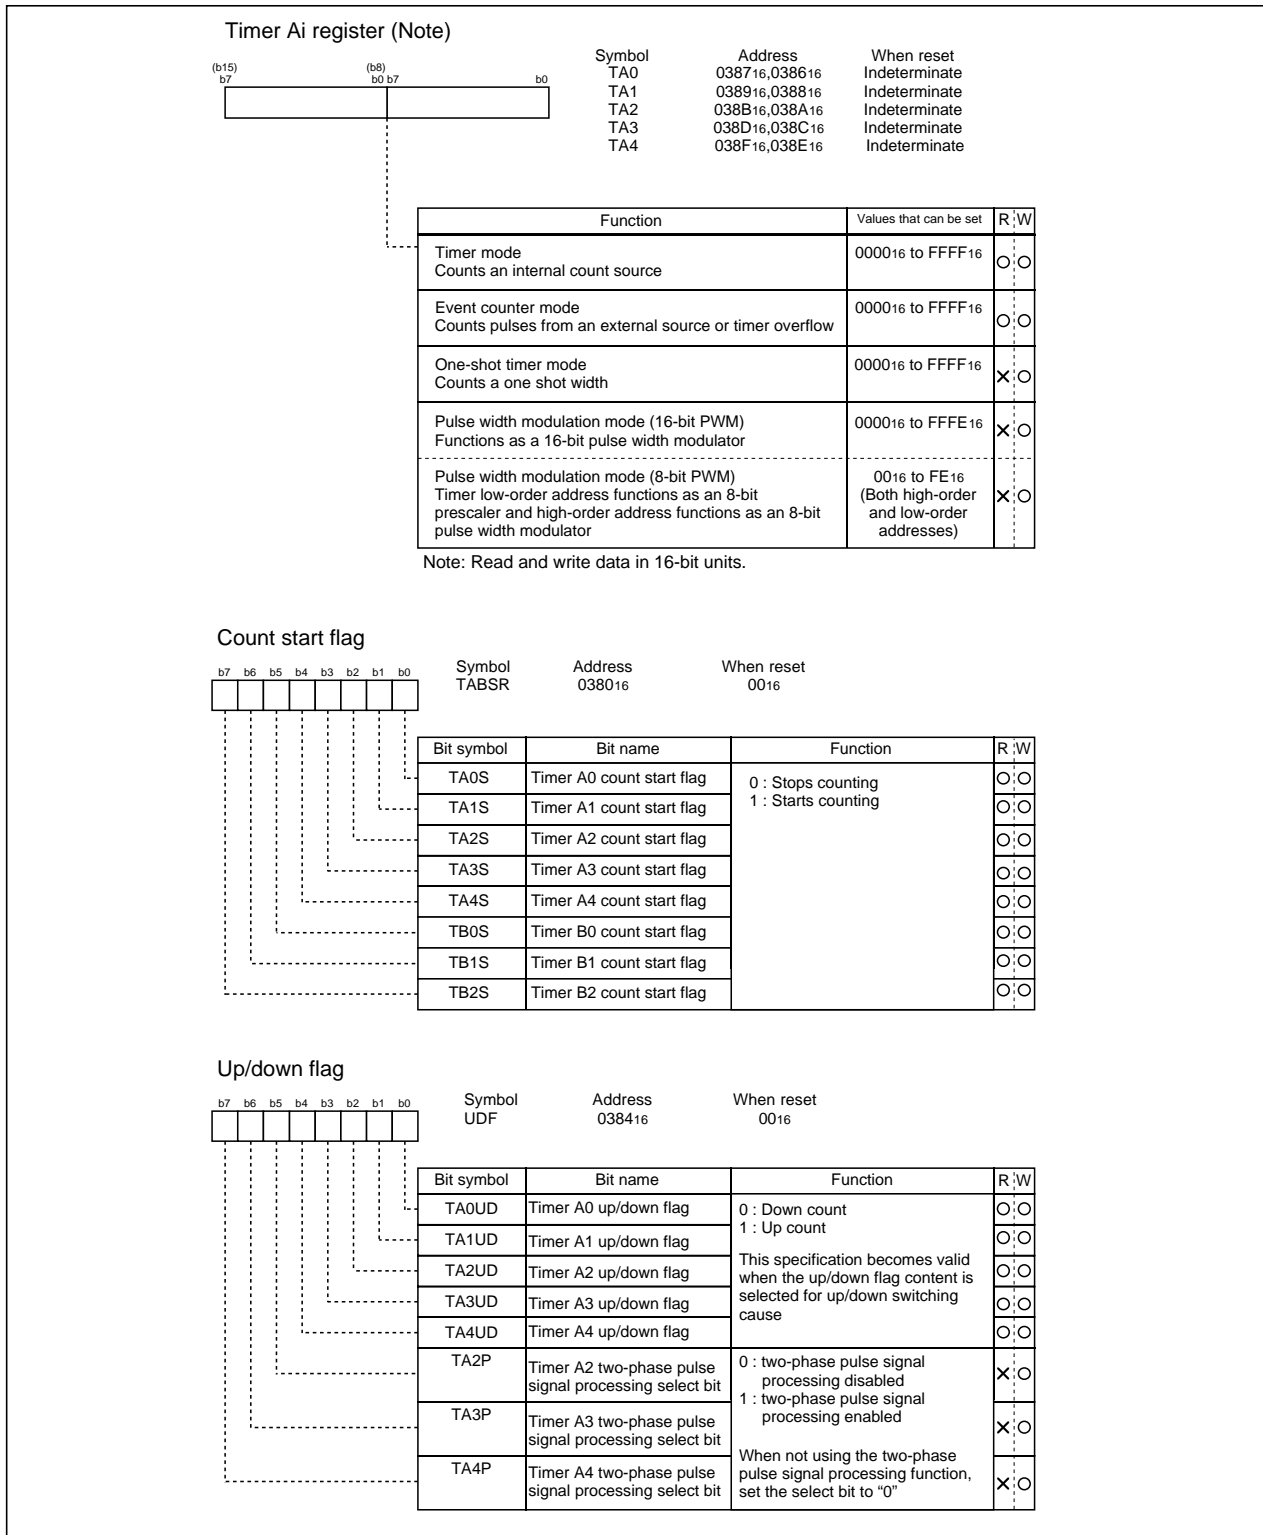 Timer Ai register (Note)
(b15) (b8)
b7 b0 b7 b0
Symbol Address When reset
TA0 038716,038616 Indeterminate
TA1 038916,038816 Indeterminate
TA2 038B16,038A16 Indeterminate
TA3 038D16,038C16 Indeterminate
TA4 038F16,038E16 Indeterminate
Function Values that can be set R W
Timer mode 000016 to FFFF16
Counts an internal count source
Event counter mode 000016 to FFFF16
Counts pulses from an external source or timer overflow
One-shot timer mode 000016 to FFFF16
Counts a one shot width
Pulse width modulation mode (16-bit PWM) 000016 to FFFE16
Functions as a 16-bit pulse width modulator
Pulse width modulation mode (8-bit PWM) 0016 to FE16
Timer low-order address functions as an 8-bit (Both high-order
prescaler and high-order address functions as an 8-bit and low-order
pulse width modulator addresses)
Note: Read and write data in 16-bit units.
Count start flag
b7 b6 b5 b4 b3 b2 b1 b0
Symbol Address When reset
TABSR 038016 0016
Bit symbol Bit name Function R W
TA0S Timer A0 count start flag 0 : Stops counting
TA1S Timer A1 count start flag 1 : Starts counting
TA2S Timer A2 count start flag
TA3S Timer A3 count start flag
TA4S Timer A4 count start flag
TB0S Timer B0 count start flag
TB1S Timer B1 count start flag
TB2S Timer B2 count start flag
Up/down flag
b7 b6 b5 b4 b3 b2 b1 b0
Symbol Address When reset
UDF 038416 0016
Bit symbol Bit name Function R W
TA0UD Timer A0 up/down flag 0 : Down count
1 : Up count
TA1UD Timer A1 up/down flag
This specification becomes valid
TA2UD Timer A2 up/down flag when the up/down flag content is
TA3UD Timer A3 up/down flag selected for up/down switching
cause
TA4UD Timer A4 up/down flag
TA2P Timer A2 two-phase pulse 0 : two-phase pulse signal
signal processing select bit processing disabled
1 : two-phase pulse signal
TA3P Timer A3 two-phase pulse processing enabled
signal processing select bit
When not using the two-phase
TA4P Timer A4 two-phase pulse pulse signal processing function,
signal processing select bit set the select bit to “0”